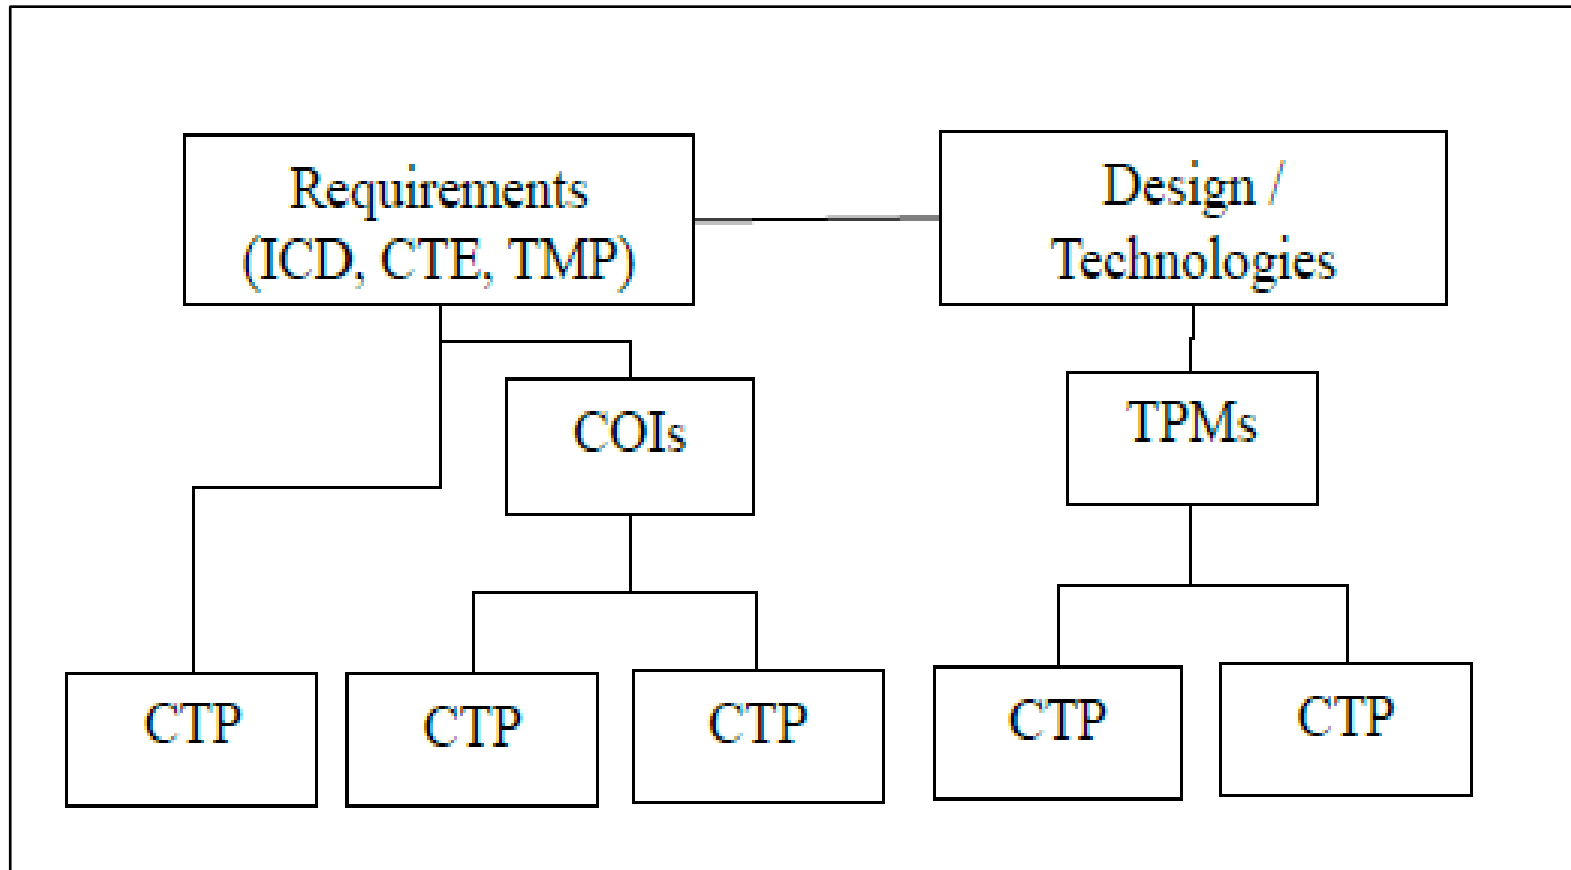 Requirements
(ICD, CTE, TMP)
Design /
Technologies
COIs
TPMs
CTP
CTP
CTP
CTP
CTP